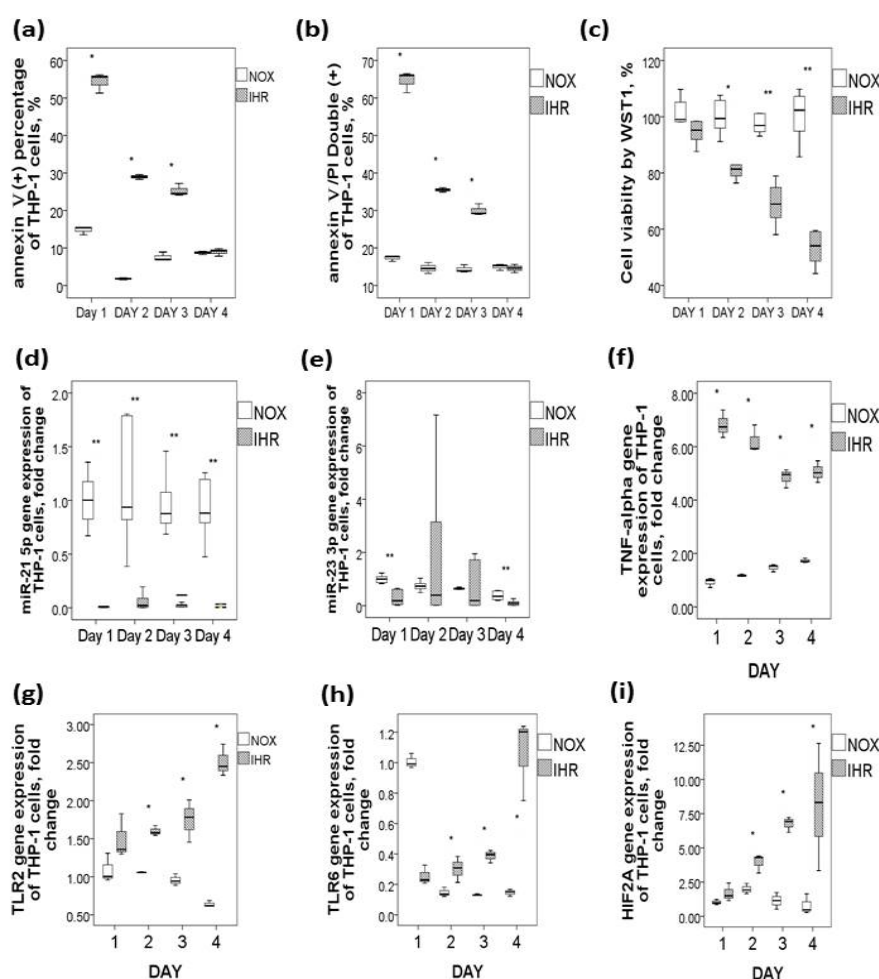 (a)
annexin V(+) percentage
of THP-1 cells, %
60
50
40
30
20
10
0
*
*
*
NOX
IHR
Day 1 DAY 2 DAY 3 DAY 4
(b)
annexin V/PI Double (+)
of THP-1 cells, %
70
60
50
40
30
20
10
*
*
*
NOX
IHR
Day 1 DAY 2 DAY 3 DAY 4
(c)
Cell viabilty by WST1, %
120
100
80
60
40
*
**
**
NOX
IHR
DAY 1 DAY 2 DAY 3 DAY 4
(d)
miR-21 5p gene expression of
THP-1 cells, fold change
2.0
1.5
1.0
0.5
0.0
**
**
**
**
NOX
IHR
Day 1 Day 2 Day 3 Day 4
(e)
miR-23 3p gene expression of
THP-1 cells, fold change
8
6
4
2
0
**
**
NOX
IHR
Day 1 Day 2 Day 3 Day 4
(f)
TNF-alpha gene
expression of THP-1
cells, fold change
8.00
6.00
4.00
2.00
0.00
*
*
*
*
NOX
IHR
1 2 3 4
DAY
(g)
TLR2 gene expression
of THP-1 cells, fold
change
3.00
2.50
2.00
1.50
1.00
0.50
*
*
*
NOX
IHR
1 2 3 4
DAY
(h)
TLR6 gene expression
of THP-1 cells, fold
change
1.2
1.0
0.8
0.6
0.4
0.2
0.0
*
*
*
NOX
IHR
1 2 3 4
DAY
(i)
HIF2A gene expression
of THP-1 cells, fold
change
12.50
10.00
7.50
5.00
2.50
0.00
*
*
*
NOX
IHR
1 2 3 4
DAY